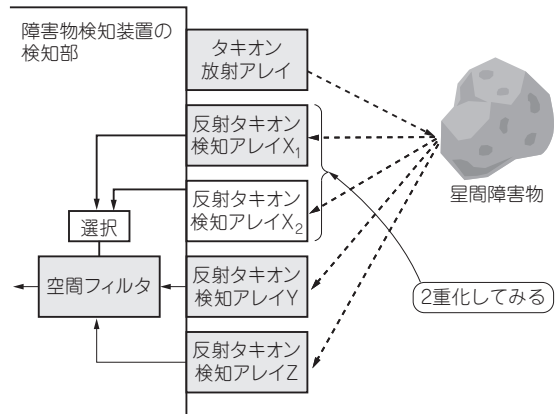 障害物検知装置の
検知部
タキオン
放射アレイ
反射タキオン
検知アレイX1
反射タキオン
検知アレイX2
選択
空間フィルタ
反射タキオン
検知アレイY
反射タキオン
検知アレイZ
星間障害物
2重化してみる